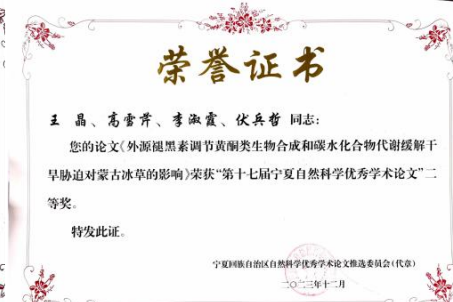 荣誉证书
王 晶、高雪芹、李淑霞、伏兵哲 同志：
您的论文《外源褪黑素调节黄酮类生物合成和碳水化合物代谢缓解干
旱胁迫对蒙古冰草的影响》荣获“第十七届宁夏自然科学优秀学术论文”二
等奖。
特发此证。
宁夏回族自治区自然科学优秀学术论文推选委员会（代章）
二〇二三年十二月